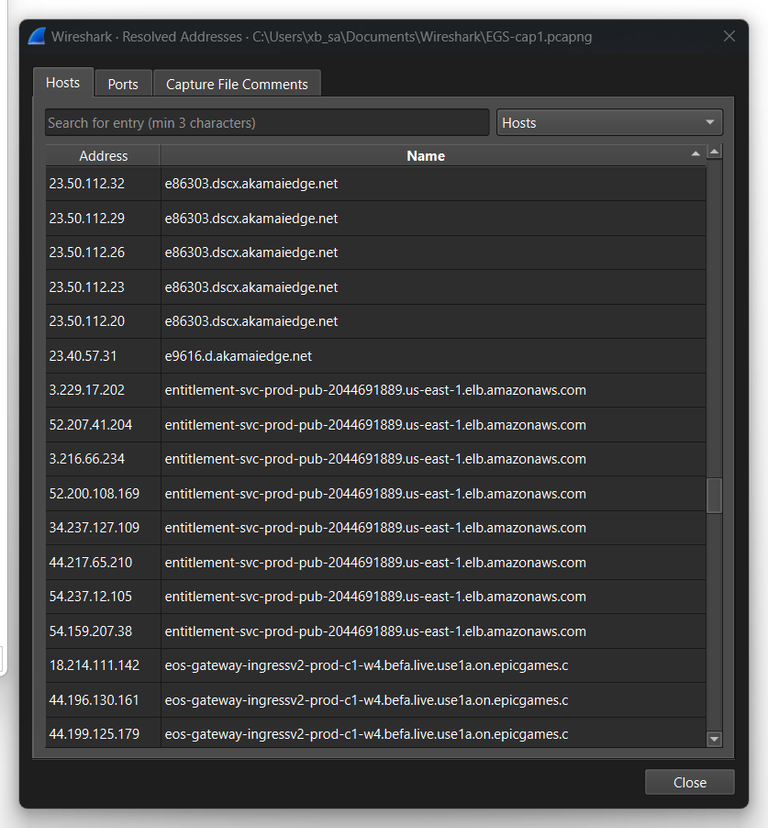 Wireshark · Resolved Addresses · C:\Users\xb_sa\Documents\Wireshark\EGS-cap1.pcapng
Hosts Ports Capture File Comments
Search for entry (min 3 characters) Hosts
Address Name
23.50.112.32 e86303.dscx.akamaiedge.net
23.50.112.29 e86303.dscx.akamaiedge.net
23.50.112.26 e86303.dscx.akamaiedge.net
23.50.112.23 e86303.dscx.akamaiedge.net
23.50.112.20 e86303.dscx.akamaiedge.net
23.40.57.31 e9616.d.akamaiedge.net
3.229.17.202 entitlement-svc-prod-pub-2044691889.us-east-1.elb.amazonaws.com
52.207.41.204 entitlement-svc-prod-pub-2044691889.us-east-1.elb.amazonaws.com
3.216.66.234 entitlement-svc-prod-pub-2044691889.us-east-1.elb.amazonaws.com
52.200.108.169 entitlement-svc-prod-pub-2044691889.us-east-1.elb.amazonaws.com
34.237.127.109 entitlement-svc-prod-pub-2044691889.us-east-1.elb.amazonaws.com
44.217.65.210 entitlement-svc-prod-pub-2044691889.us-east-1.elb.amazonaws.com
54.237.12.105 entitlement-svc-prod-pub-2044691889.us-east-1.elb.amazonaws.com
54.159.207.38 entitlement-svc-prod-pub-2044691889.us-east-1.elb.amazonaws.com
18.214.111.142 eos-gateway-ingressv2-prod-c1-w4.befa.live.use1a.on.epicgames.c
44.196.130.161 eos-gateway-ingressv2-prod-c1-w4.befa.live.use1a.on.epicgames.c
44.199.125.179 eos-gateway-ingressv2-prod-c1-w4.befa.live.use1a.on.epicgames.c
Close